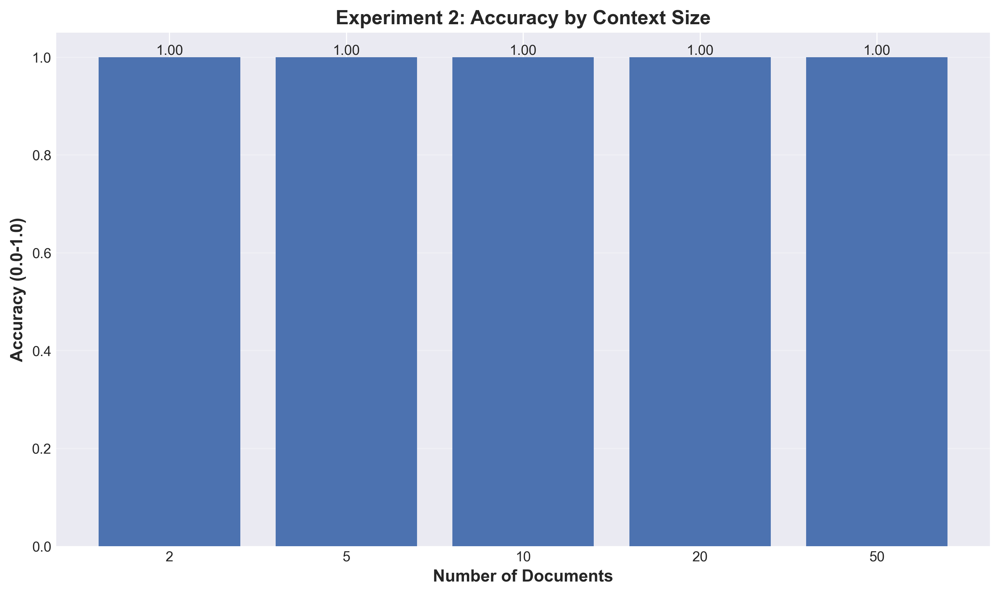 Experiment 2: Accuracy by Context Size
1.00 1.00 1.00 1.00 1.00
1.0
0.8
0.6
0.4
0.2
0.0
Accuracy (0.0-1.0)
2 5 10 20 50
Number of Documents